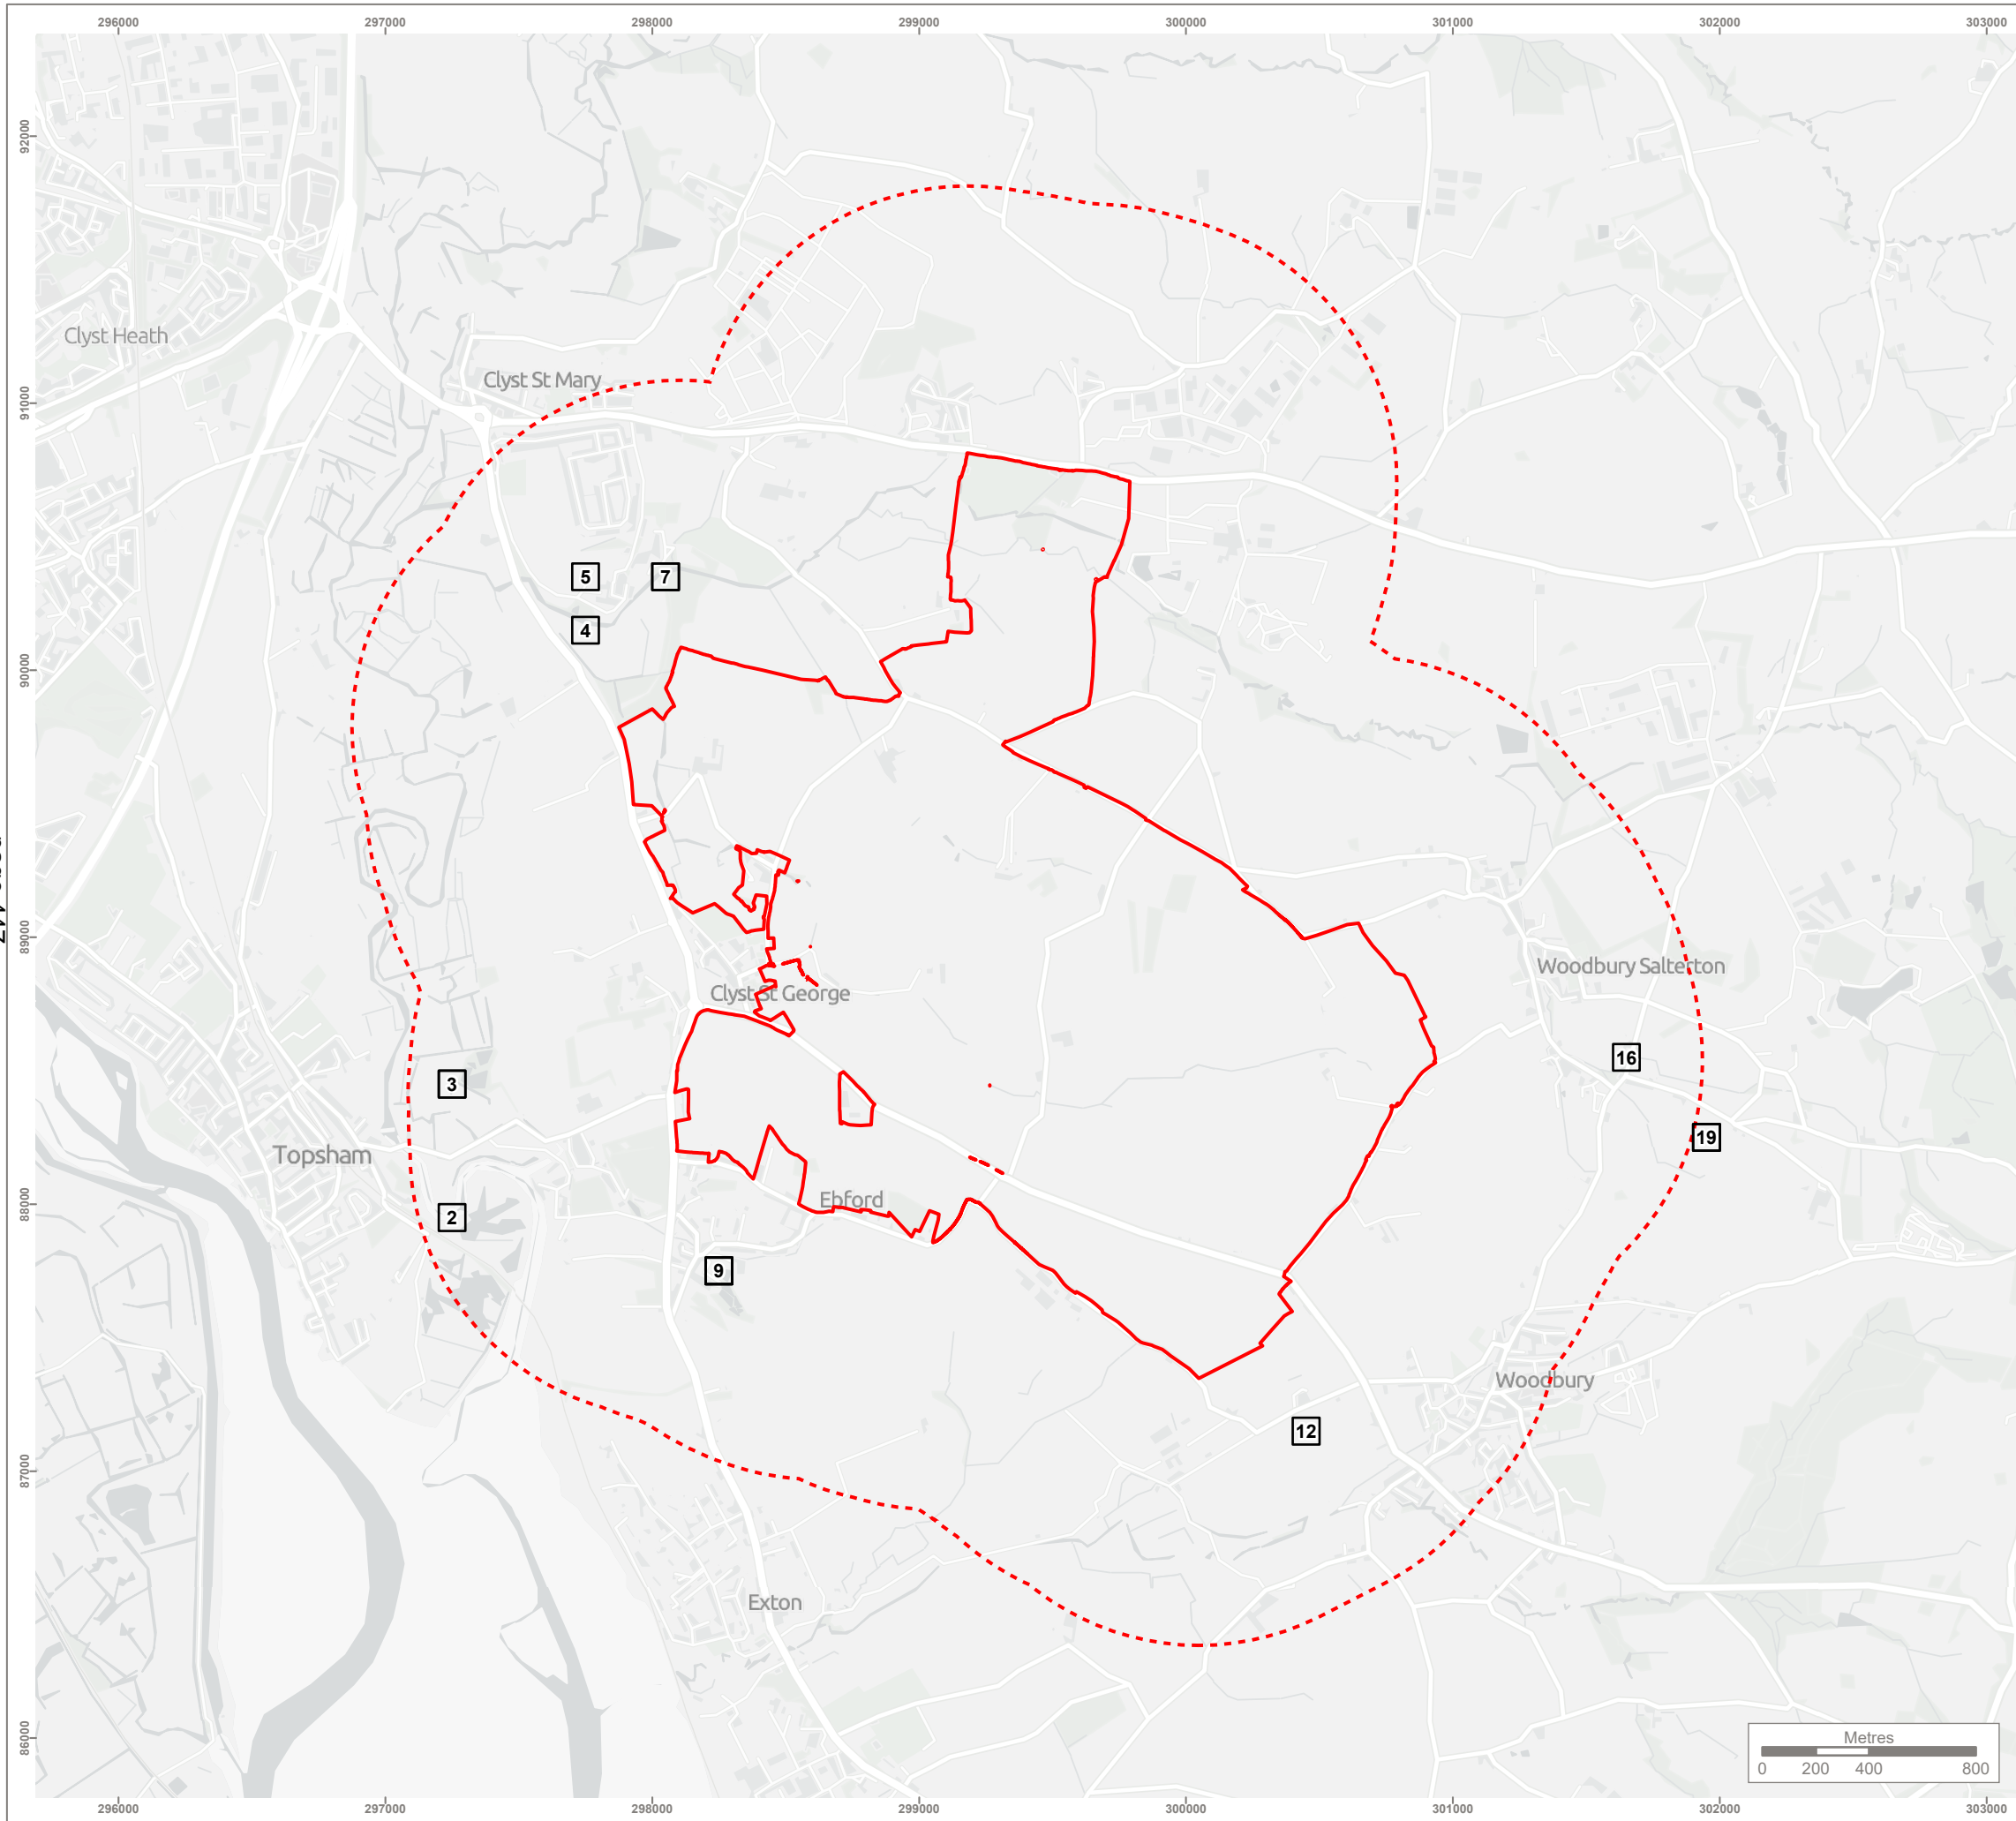 296000 297000 298000 299000 300000 301000 302000 303000
92000
Clyst Heath
Clyst St Mary
91000
5 7
4
90000
89000
Woodbury Salterton
Clyst St George
16
3
19
Topsham
Ebford
88000
2
9
Woodbury
12
87000
Exton
86000
Metres
0 200 400 800
296000 297000 298000 299000 300000 301000 302000 303000